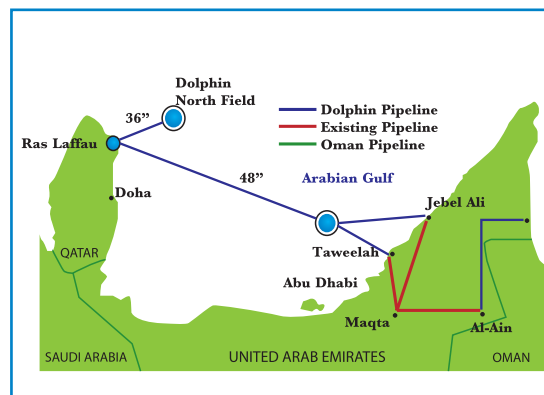 Dolphin
North Field
36”
Dolphin Pipeline
Existing Pipeline
Oman Pipeline
Ras Laffau
48”
Arabian Gulf
Doha
Jebel Ali
QATAR
Taweelah
Abu Dhabi
Maqta
Al-Ain
SAUDI ARABIA
UNITED ARAB EMIRATES
OMAN